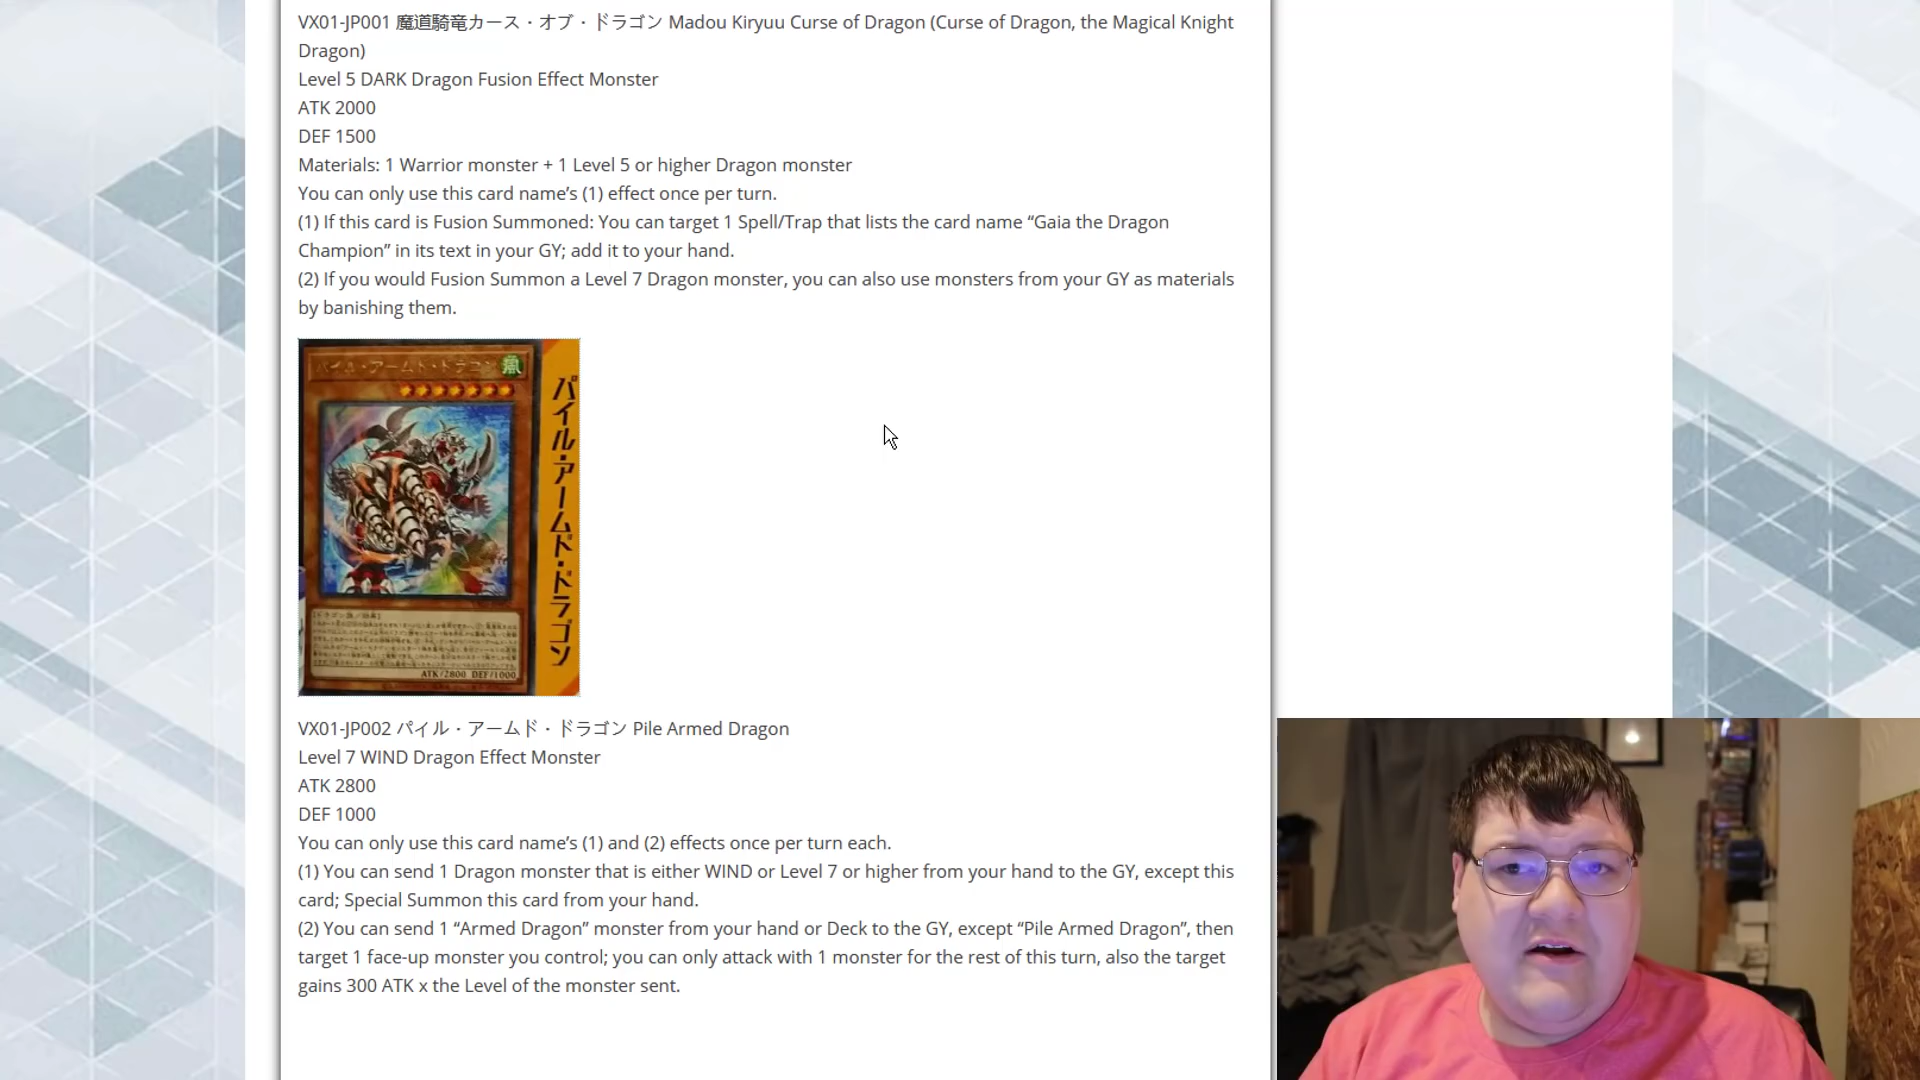 VX01-JP001 魔道騎竜カース・オブ・ドラゴン Madou Kiryuu Curse of Dragon (Curse of Dragon, the Magical Knight
Dragon)
Level 5 DARK Dragon Fusion Effect Monster
ATK 2000
DEF 1500
Materials: 1 Warrior monster + 1 Level 5 or higher Dragon monster
You can only use this card name’s (1) effect once per turn.
(1) If this card is Fusion Summoned: You can target 1 Spell/Trap that lists the card name “Gaia the Dragon
Champion” in its text in your GY; add it to your hand.
(2) If you would Fusion Summon a Level 7 Dragon monster, you can also use monsters from your GY as materials
by banishing them.
パイル・アームド・ドラゴン
風
パイル・アームド・ドラゴン
ATK/2800 DEF/1000
VX01-JP002 パイル・アームド・ドラゴン Pile Armed Dragon
Level 7 WIND Dragon Effect Monster
ATK 2800
DEF 1000
You can only use this card name’s (1) and (2) effects once per turn each.
(1) You can send 1 Dragon monster that is either WIND or Level 7 or higher from your hand to the GY, except this
card; Special Summon this card from your hand.
(2) You can send 1 “Armed Dragon” monster from your hand or Deck to the GY, except “Pile Armed Dragon”, then
target 1 face-up monster you control; you can only attack with 1 monster for the rest of this turn, also the target
gains 300 ATK x the Level of the monster sent.